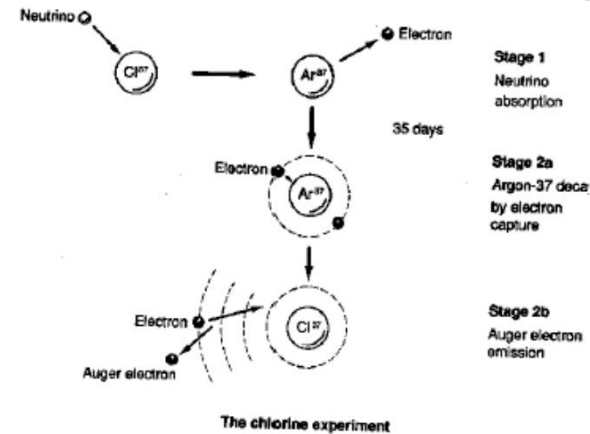 Neutrino
Cl³⁷
Ar³⁷
Electron
Stage 1
Neutrino
absorption
35 days
Electron
Ar³⁷
Stage 2a
Argon-37 deca
by electron
capture
Electron
Cl³⁷
Auger electron
Stage 2b
Auger electron
emission
The chlorine experiment